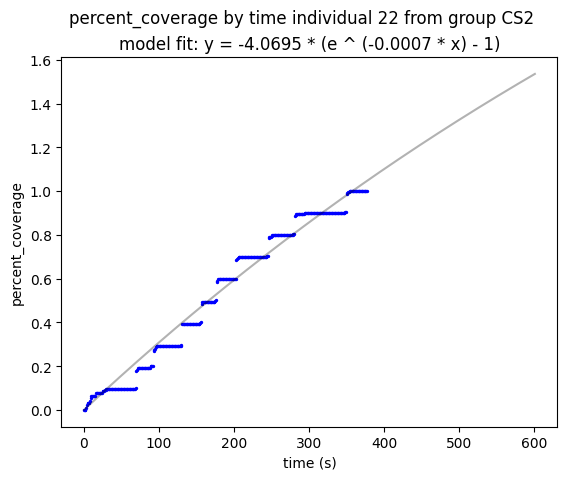 percent_coverage by time individual 22 from group CS2
model fit: y = -4.0695 * (e ^ (-0.0007 * x) - 1)
percent_coverage
1.6
1.4
1.2
1.0
0.8
0.6
0.4
0.2
0.0
0 100 200 300 400 500 600
time (s)